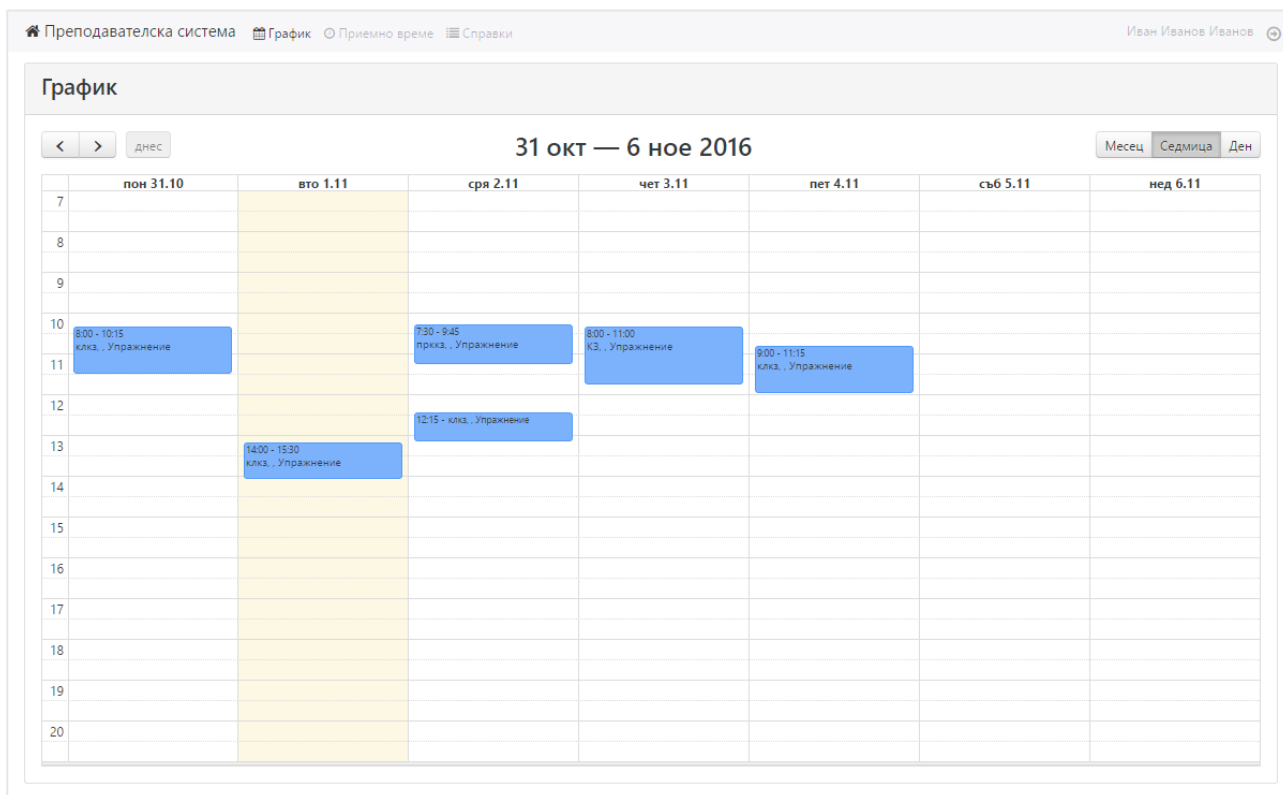 Преподавателска система График Приемно време Справки Иван Иванов Иванов
График
днес 31 окт — 6 ное 2016 Месец Седмица Ден
пон 31.10 вто 1.11 сря 2.11 чет 3.11 пет 4.11 съб 5.11 нед 6.11
7
8
9
10
8:00 - 10:15
клкз, , Упражнение
7:30 - 9:45
прккз, , Упражнение
8:00 - 11:00
КЗ, , Упражнение
9:00 - 11:15
клкз, , Упражнение
11
12
12:15 - клкз, , Упражнение
13
14:00 - 15:30
клкз, , Упражнение
14
15
16
17
18
19
20